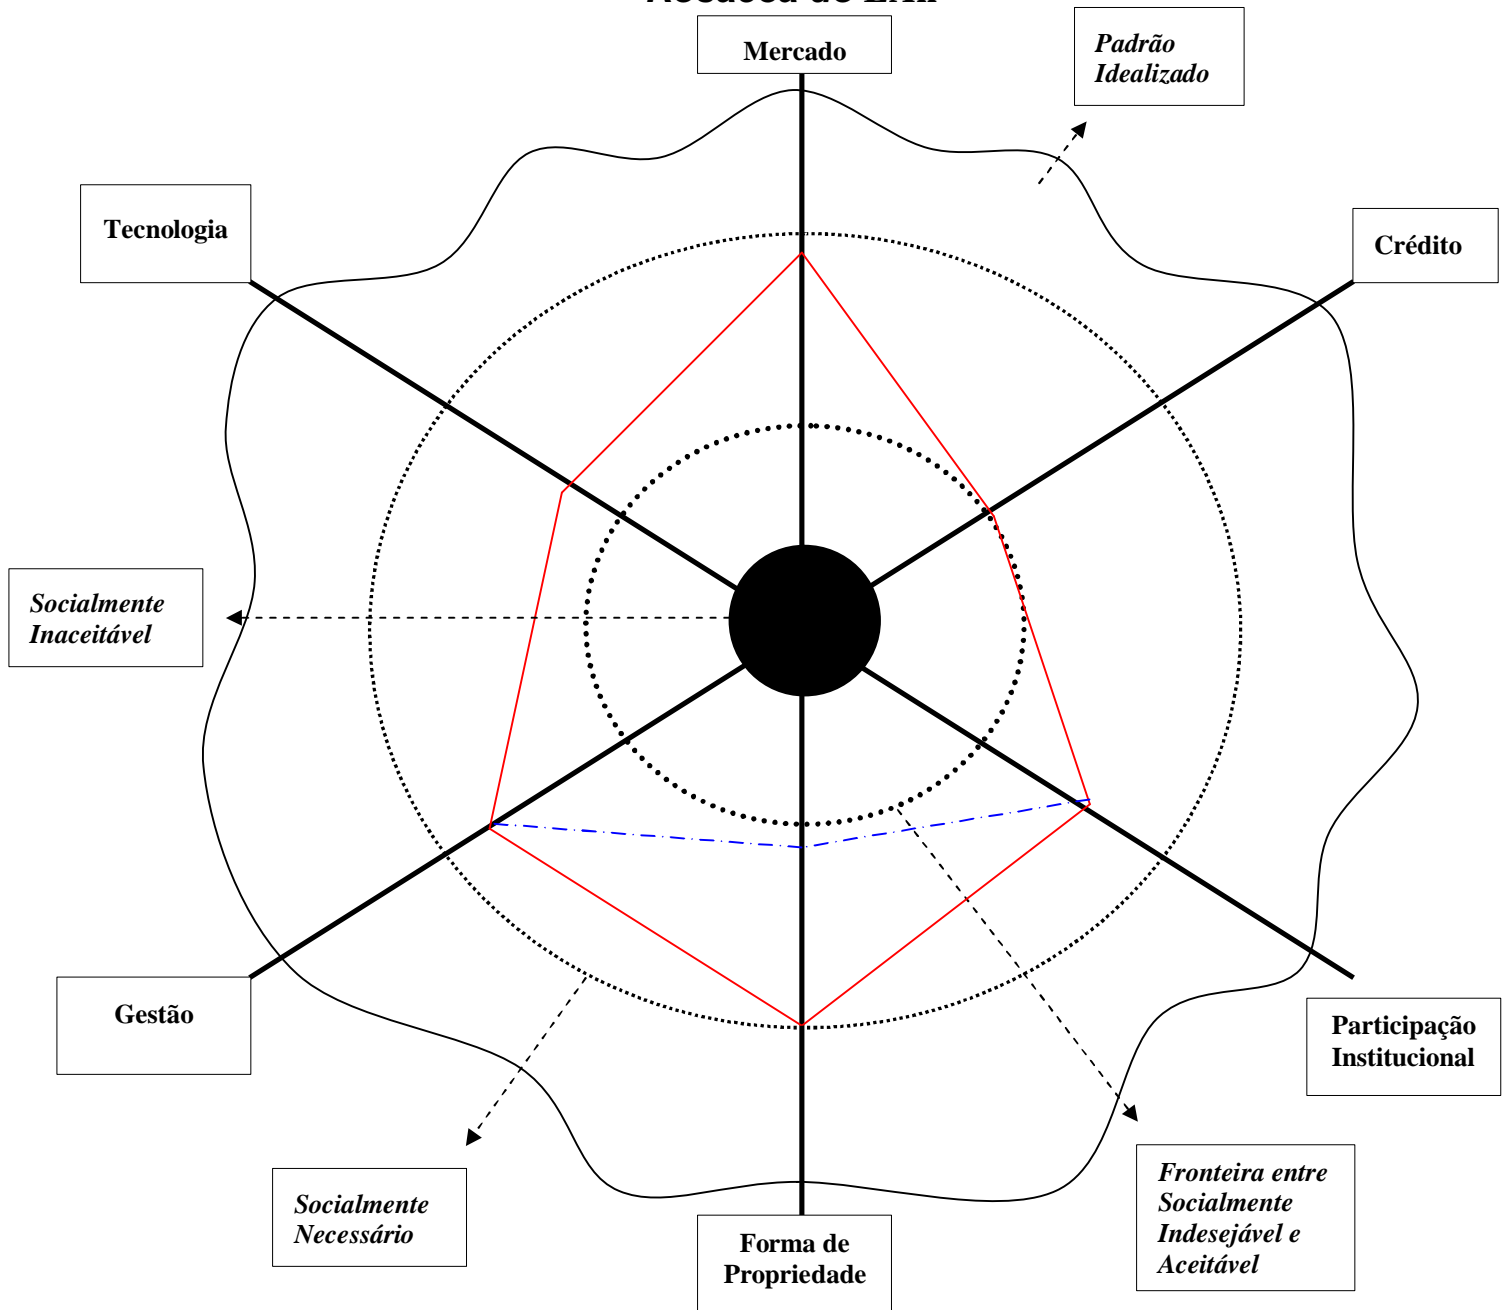 Mercado
Padrão
Idealizado
Tecnologia
Crédito
Socialmente
Inaceitável
Gestão
Participação
Institucional
Socialmente
Necessário
Forma de
Propriedade
Fronteira entre
Socialmente
Indesejável e
Aceitável